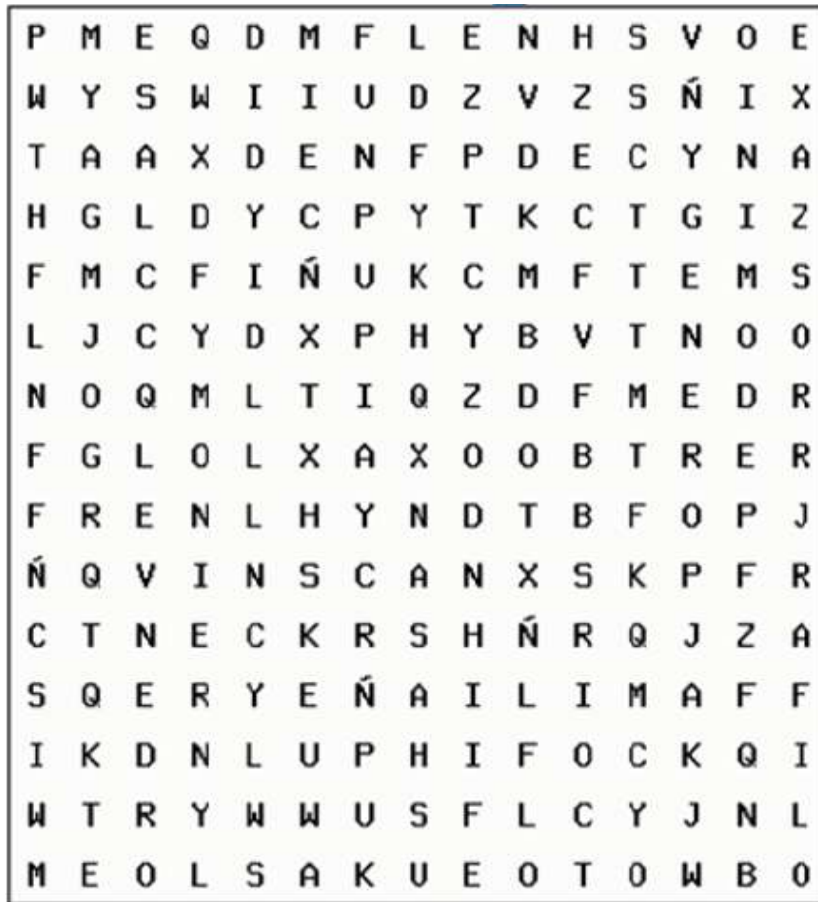 P M E Q D M F L E N H S V O E
W Y S W I I U D Z V Z S Ñ I X
T A A X D E N F P D E C Y N A
H G L D Y C P Y T K C T G I Z
F M C F I Ñ U K C M F T E M S
L J C Y D X P H Y B V T N O O
N O Q M L T I Q Z D F M E D R
F G L O L X A X O O B T R E R
F R E N L H Y N D T B F O P J
Ñ Q V I N S C A N X S K P F R
C T N E C K R S H Ñ R Q J Z A
S Q E R Y E Ñ A I L I M A F F
I K D N L U P H I F O C K Q I
W T R Y W W U S F L C Y J N L
M E O L S A K U E O T O W B O